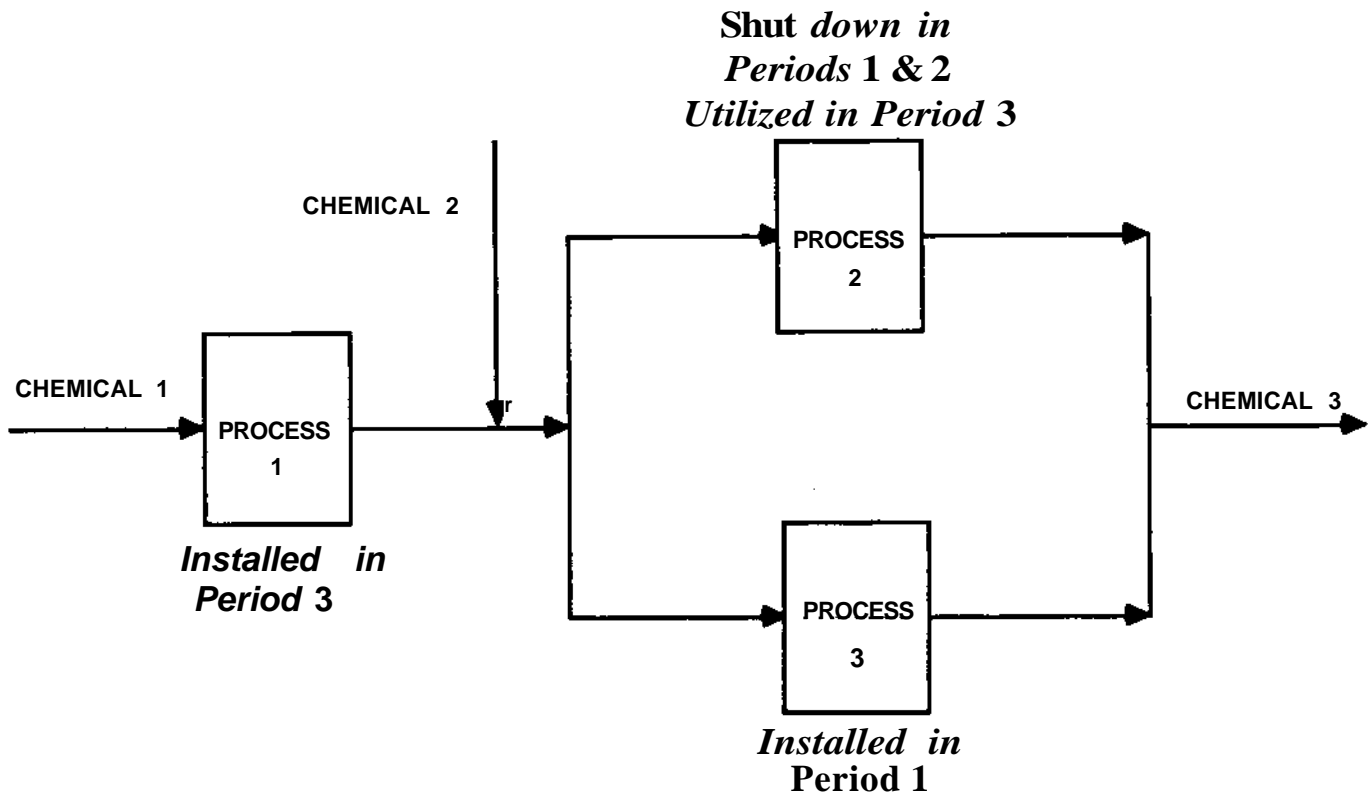 Shut down in
Periods 1 & 2
Utilized in Period 3
CHEMICAL 2
PROCESS
2
CHEMICAL 1
PROCESS
1
CHEMICAL 3
Installed in
Period 3
PROCESS
3
Installed in
Period 1